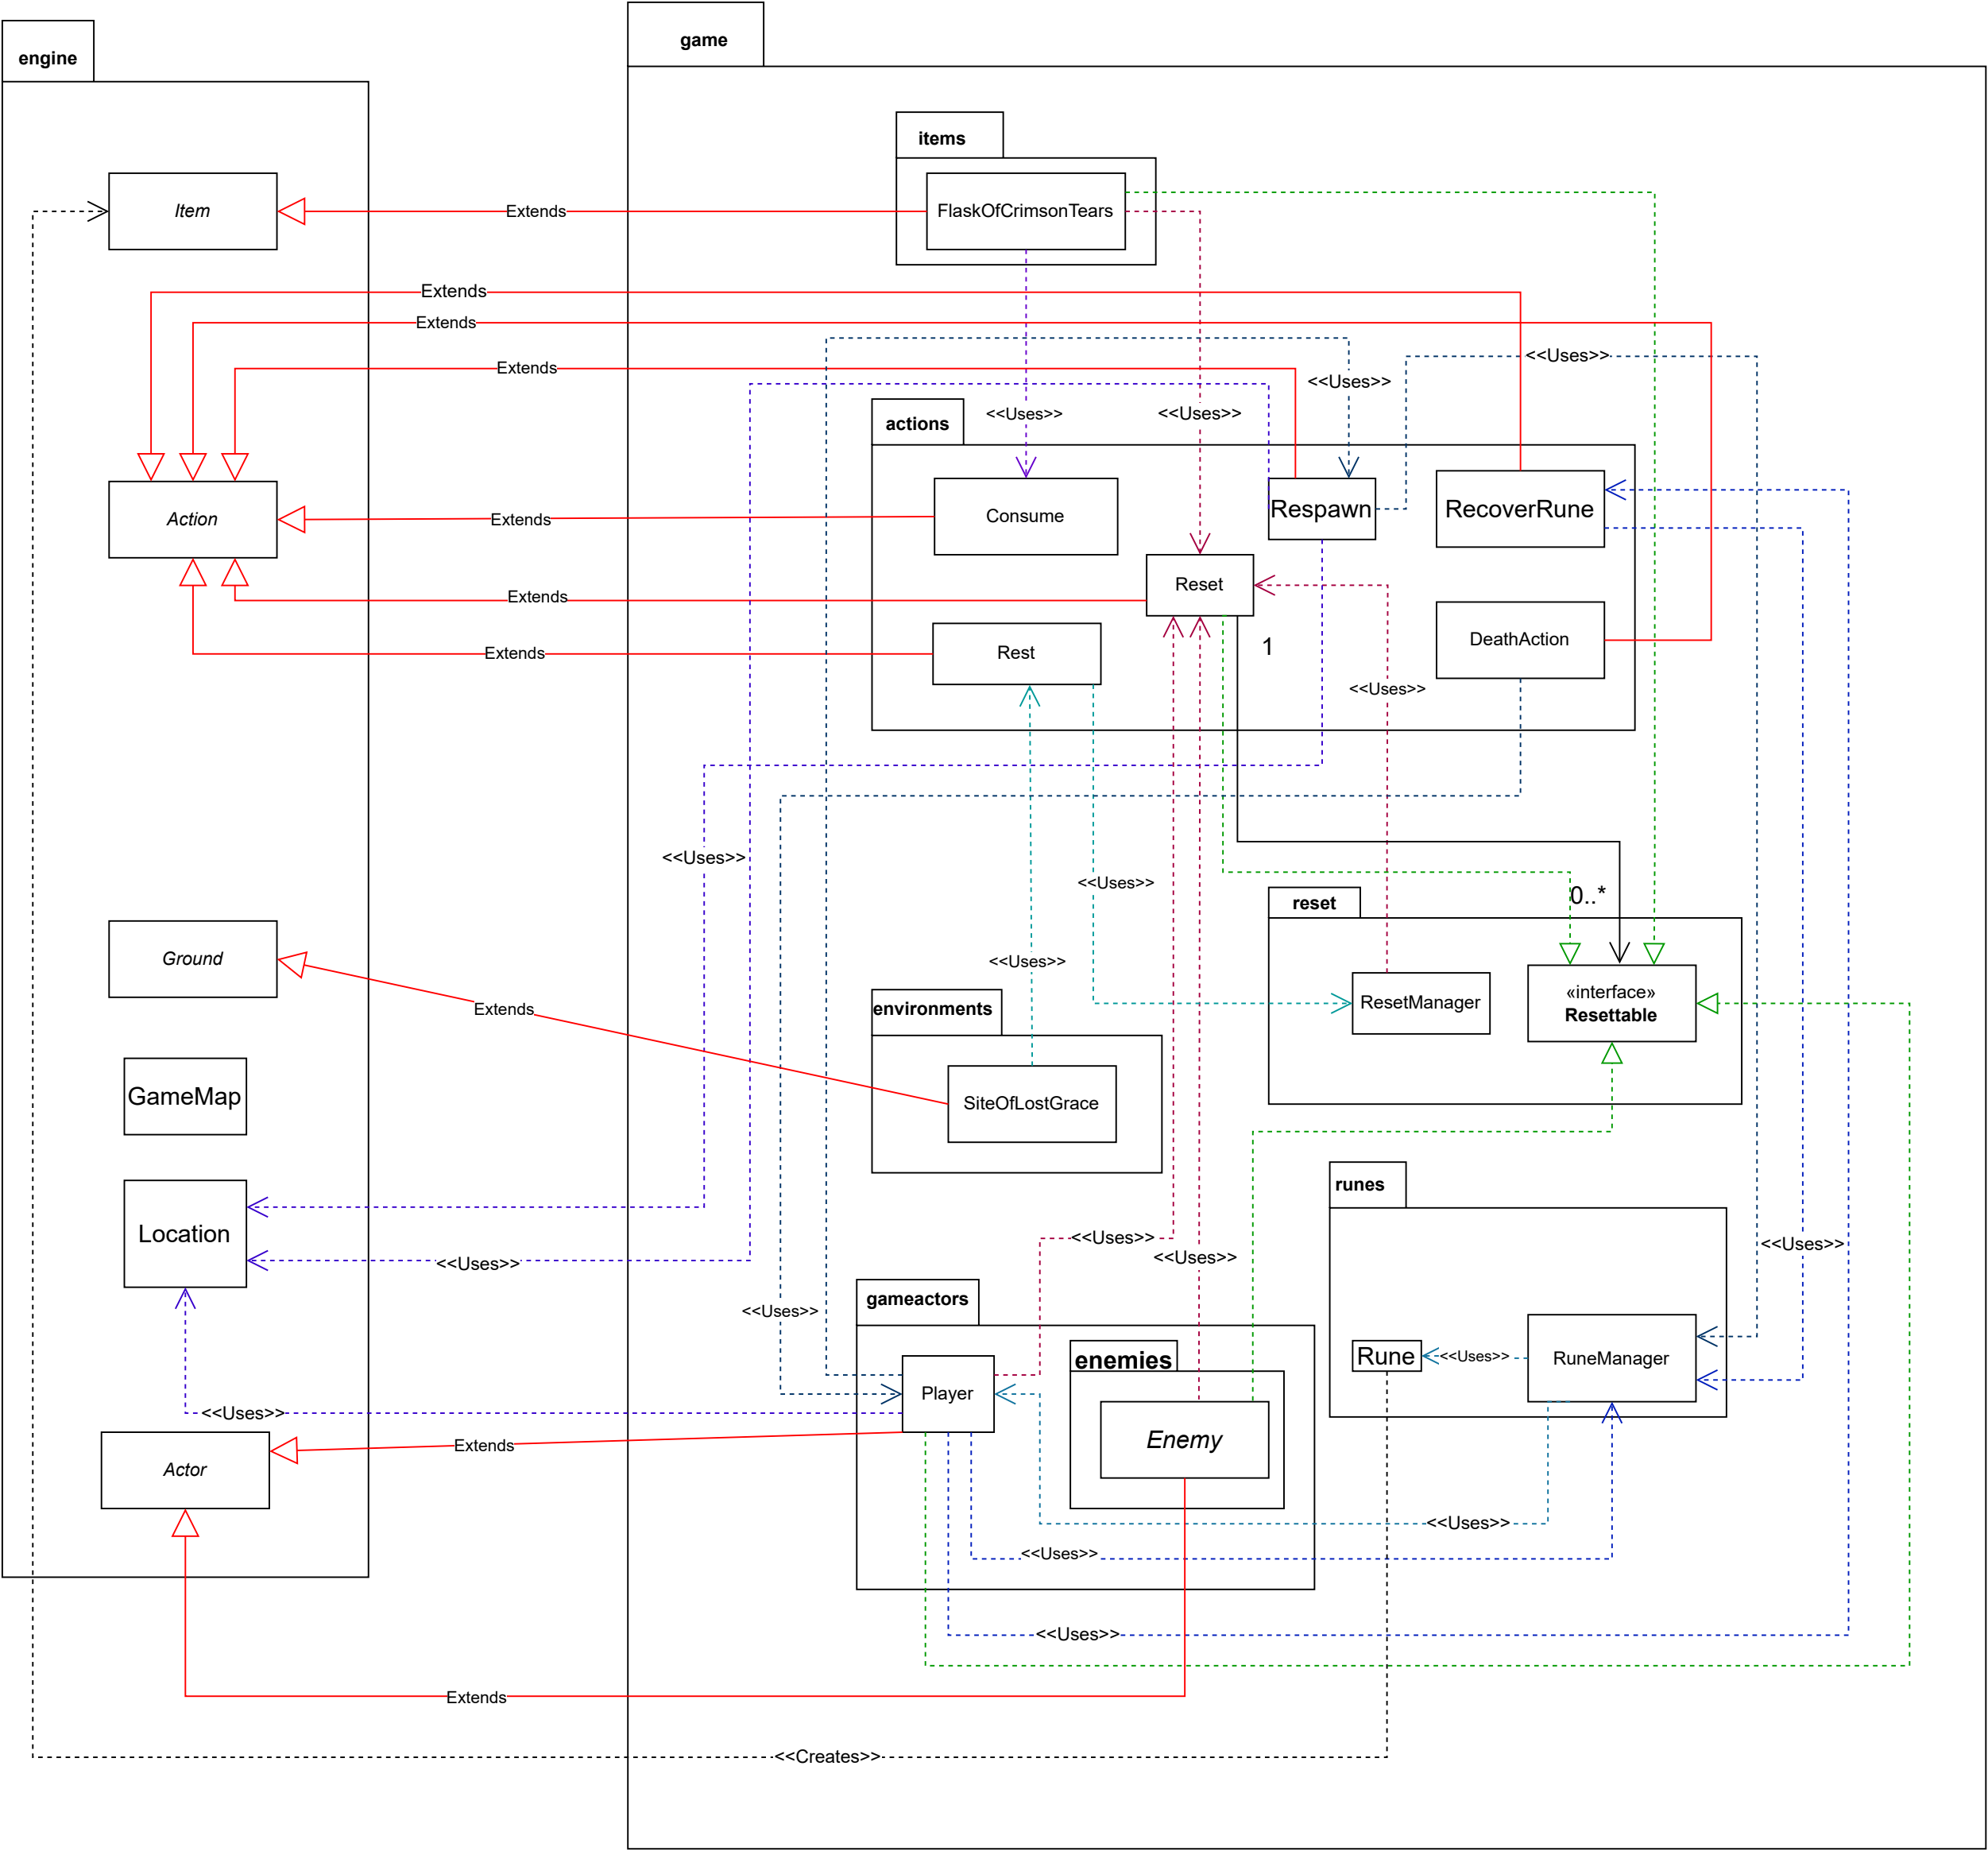 game
engine
items
Item
Extends
FlaskOfCrimsonTears
Extends
Extends
<<Uses>>
Extends
<<Uses>>
<<Uses>>
<<Uses>>
actions
Respawn
RecoverRune
Action
Extends
Consume
Reset
Extends
DeathAction
1
Extends
Rest
<<Uses>>
<<Uses>>
<<Uses>>
0..*
reset
Ground
<<Uses>>
«interface»
Resettable
ResetManager
Extends
environments
GameMap
SiteOfLostGrace
runes
Location
<<Uses>>
<<Uses>>
<<Uses>>
<<Uses>>
gameactors
<<Uses>>
enemies
Rune
<<Uses>>
RuneManager
Player
<<Uses>>
Enemy
Extends
Actor
<<Uses>>
<<Uses>>
<<Uses>>
Extends
<<Creates>>